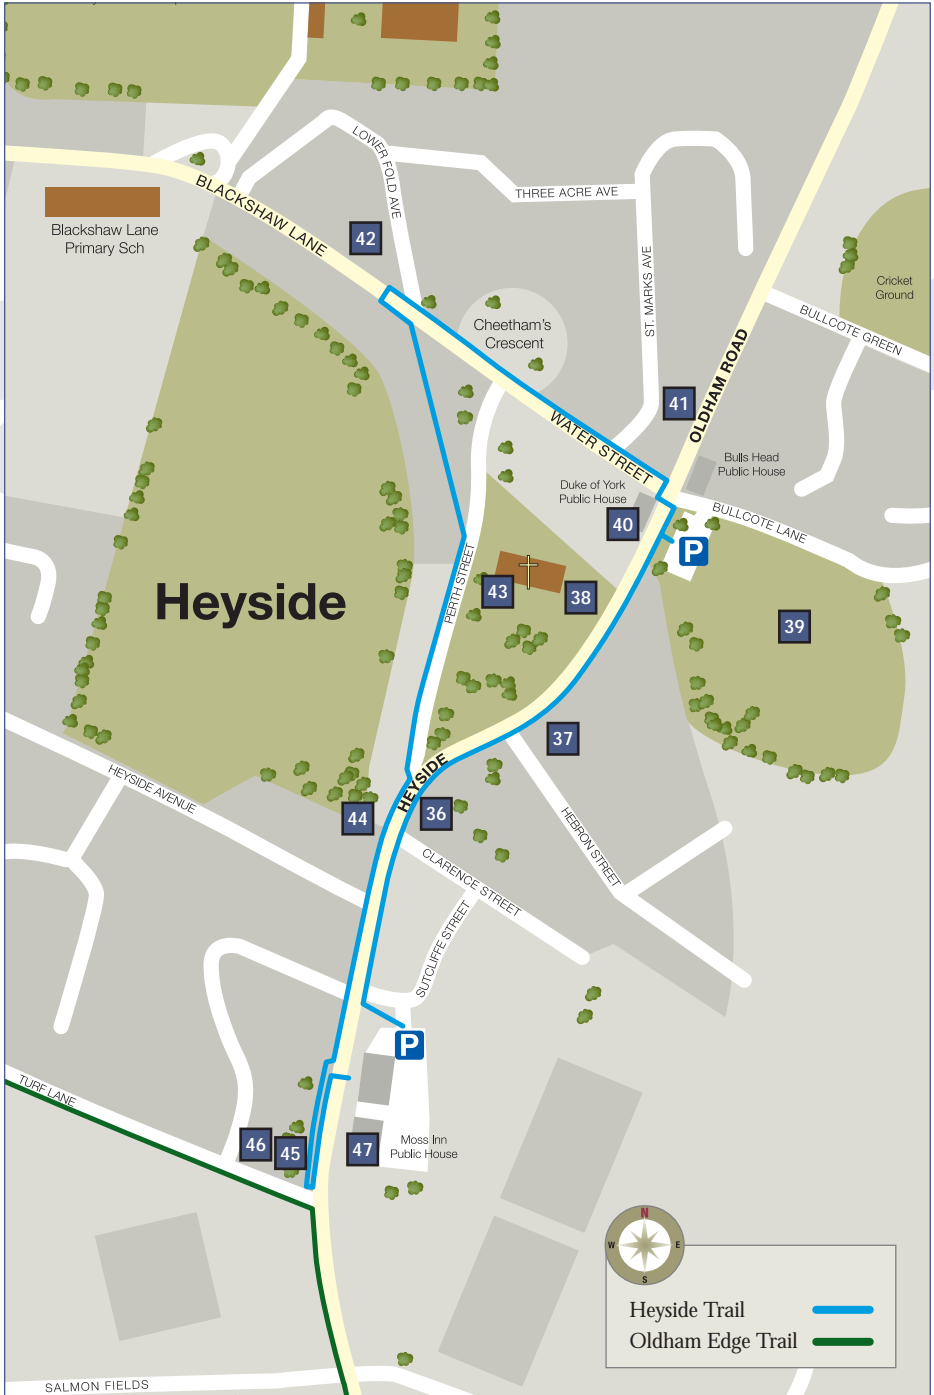 LOWER FOLD AVE
THREE ACRE AVE
BLACKSHAW LANE
Blackshaw Lane
Primary Sch
42
ST. MARKS AVE
Cricket
Ground
BULLCOTE GREEN
Cheetham's
Crescent
OLDHAM ROAD
41
WATER STREET
Bulls Head
Public House
Duke of York
Public House
40
BULLCOTE LANE
P
PERTH STREET
43
38
Heyside
39
37
HEYSIDE
HEYSIDE AVENUE
44
36
HEBRON STREET
CLARENCE STREET
SUTCLIFFE STREET
P
TURF LANE
46
45
47
Moss Inn
Public House
N
W
E
S
Heyside Trail
Oldham Edge Trail
SALMON FIELDS